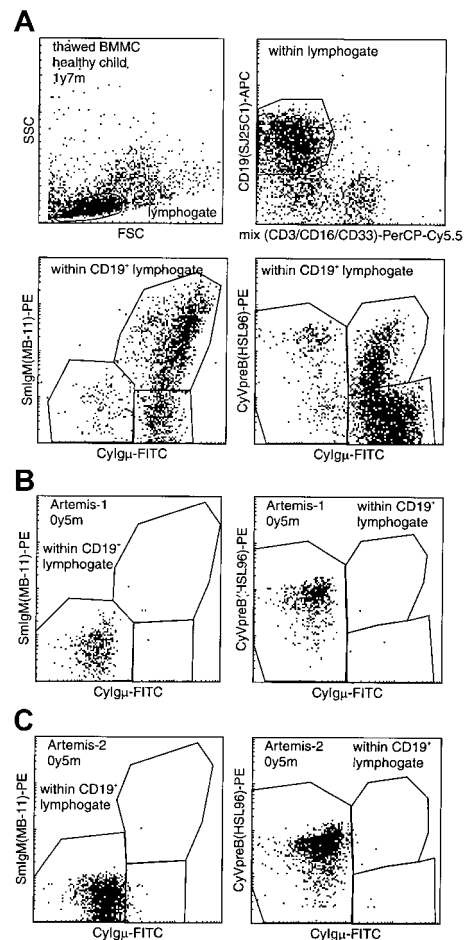 A
thawed BMMC
healthy child
1y7m
SSC
lymphogate
FSC
within lymphogate
CD19(SJ25C1)-APC
mix (CD3/CD16/CD33)-PerCP-Cy5.5
within CD19⁺ lymphogate
SmIgM(MB-11)-PE
CyIgμ-FITC
within CD19⁺ lymphogate
CyVpreB(HSL96)-PE
CyIgμ-FITC
B
Artemis-1
0y5m
within CD19⁺
lymphogate
SmIgM(MB-11)-PE
CyIgμ-FITC
Artemis-1
0y5m
within CD19⁺
lymphogate
CyVpreB(HSL96)-PE
CyIgμ-FITC
C
Artemis-2
0y5m
within CD19⁺
lymphogate
SmIgM(MB-11)-PE
CyIgμ-FITC
Artemis-2
0y5m
within CD19⁺
lymphogate
CyVpreB(HSL96)-PE
CyIgμ-FITC